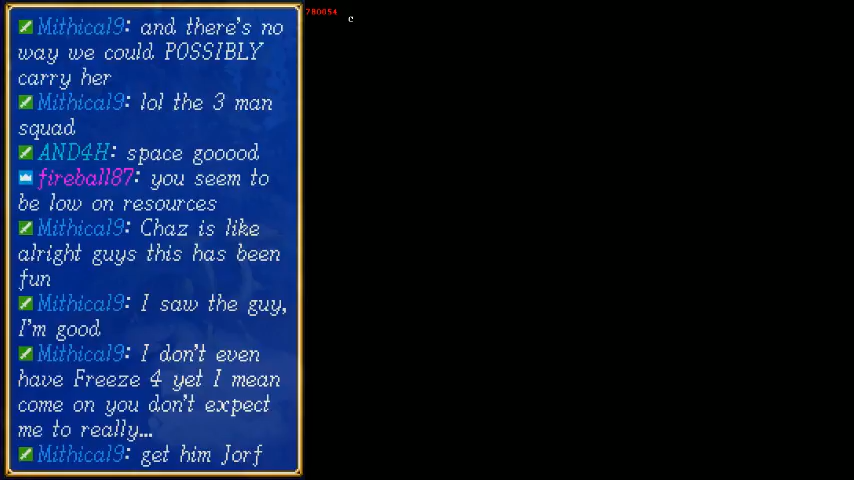 Mithical9: and there's no
way we could POSSIBLY
carry her
Mithical9: lol the 3 man
squad
AND4H: space gooood
fireball87: you seem to
be low on resources
Mithical9: Chaz is like
alright guys this has been
fun
Mithical9: I saw the guy,
I'm good
Mithical9: I don't even
have Freeze 4 yet I mean
come on you don't expect
me to really...
Mithical9: get him Jorf
780054
c